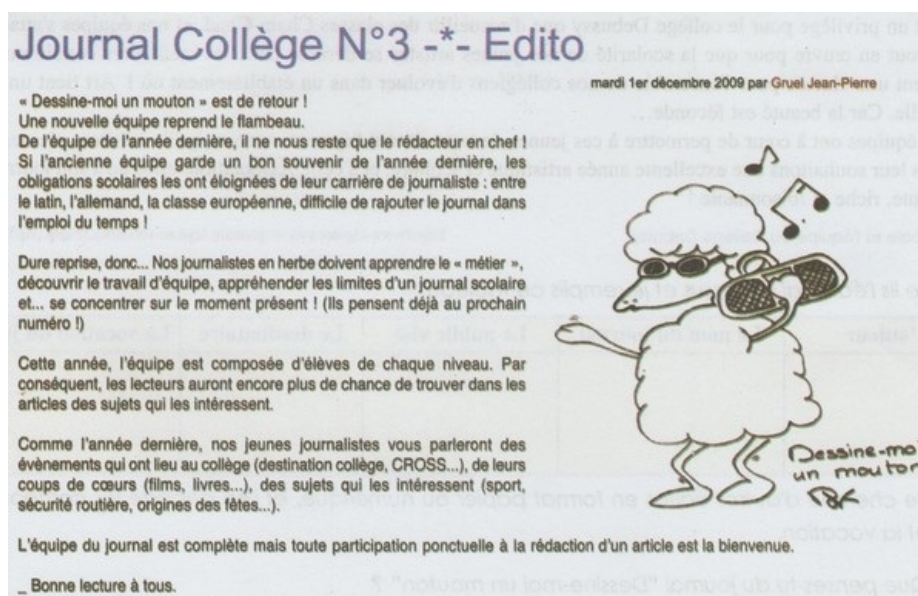 Journal Collège N°3 -* Edito
mardi 1er décembre 2009 par Gruel Jean-Pierre
« Dessine-moi un mouton » est de retour !
Une nouvelle équipe reprend le flambeau.
De l'équipe de l'année dernière, il ne nous reste que le rédacteur en chef !
Si l'ancienne équipe garde un bon souvenir de l'année dernière, les
obligations scolaires les ont éloignées de leur carrière de journaliste : entre
le latin, l'allemand, la classe européenne, difficile de rajouter le journal dans
l'emploi du temps !
Dure reprise, donc... Nos journalistes en herbe doivent apprendre le « métier »,
découvrir le travail d'équipe, appréhender les limites d'un journal scolaire
et... se concentrer sur le moment présent ! (Ils pensent déjà au prochain
numéro !)
Cette année, l'équipe est composée d'élèves de chaque niveau. Par
conséquent, les lecteurs auront encore plus de chance de trouver dans les
articles des sujets qui les intéressent.
Comme l'année dernière, nos jeunes journalistes vous parleront des
évènements qui ont lieu au collège (destination collège, CROSS...), de leurs
coups de cœurs (films, livres...), des sujets qui les intéressent (sport,
sécurité routière, origines des fêtes...).
Dessine-mo
un mouton
L'équipe du journal est complète mais toute participation ponctuelle à la rédaction d'un article est la bienvenue.
_ Bonne lecture à tous.